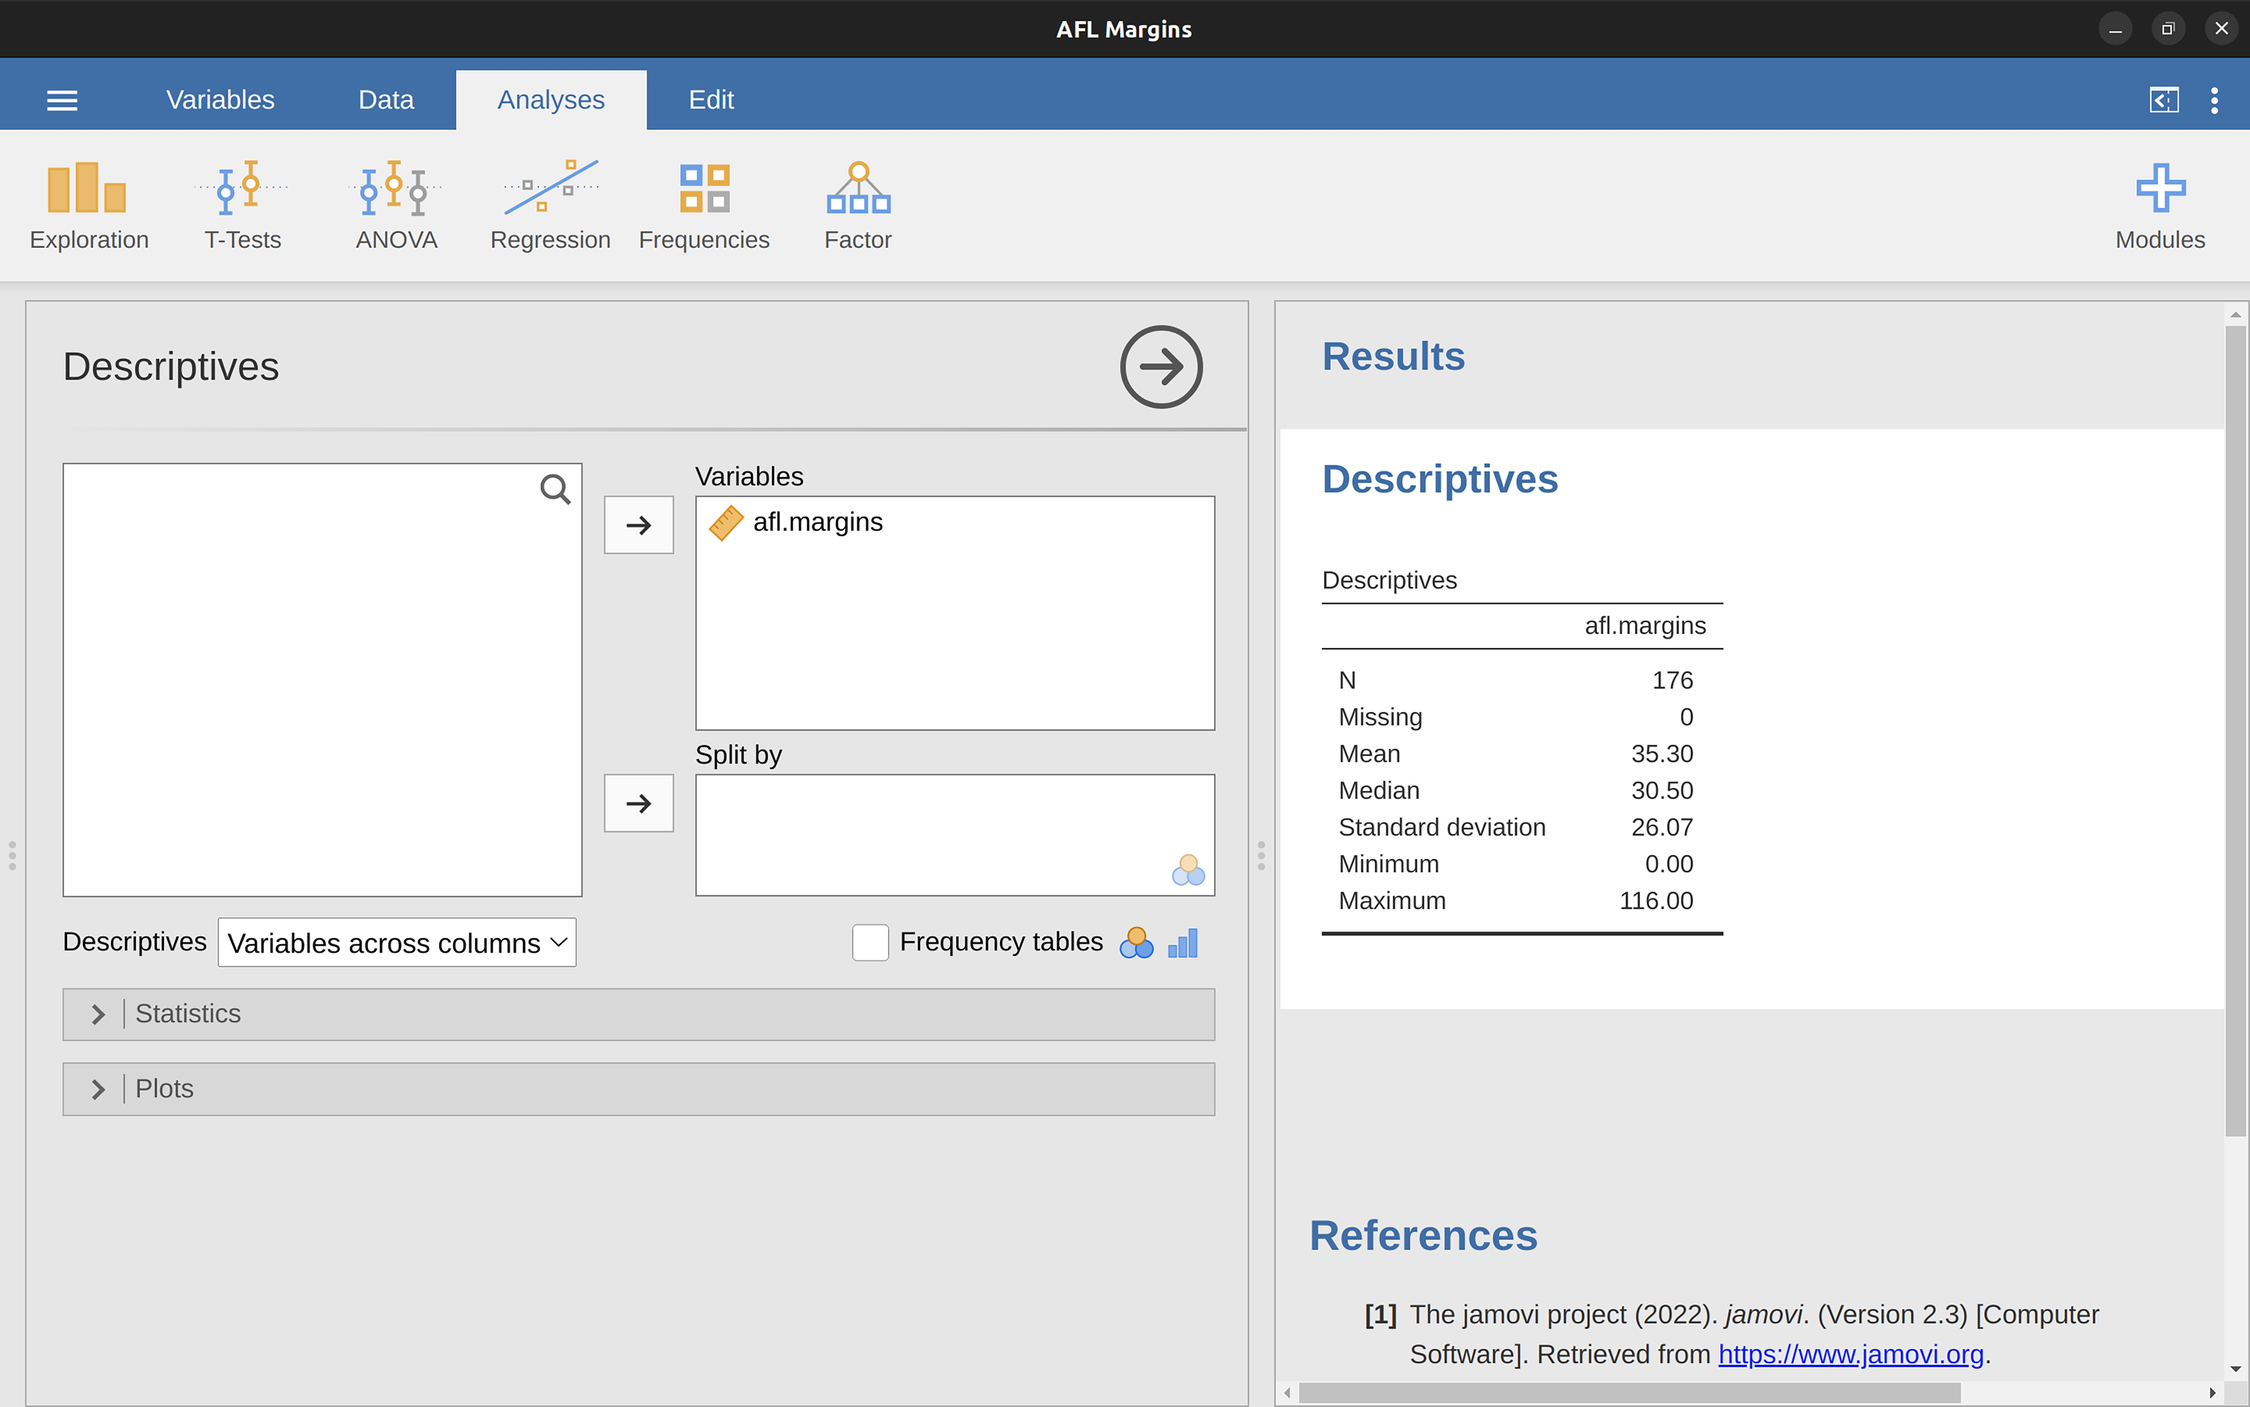 AFL Margins
Variables
Data
Analyses
Edit
Exploration
T-Tests
ANOVA
Regression
Frequencies
Factor
Modules
Descriptives
Variables
afl.margins
Split by
Descriptives
Variables across columns
Frequency tables
Statistics
Plots
Results
Descriptives
Descriptives
afl.margins
N 176
Missing 0
Mean 35.30
Median 30.50
Standard deviation 26.07
Minimum 0.00
Maximum 116.00
References
[1] The jamovi project (2022). jamovi. (Version 2.3) [Computer
Software]. Retrieved from https://www.jamovi.org.